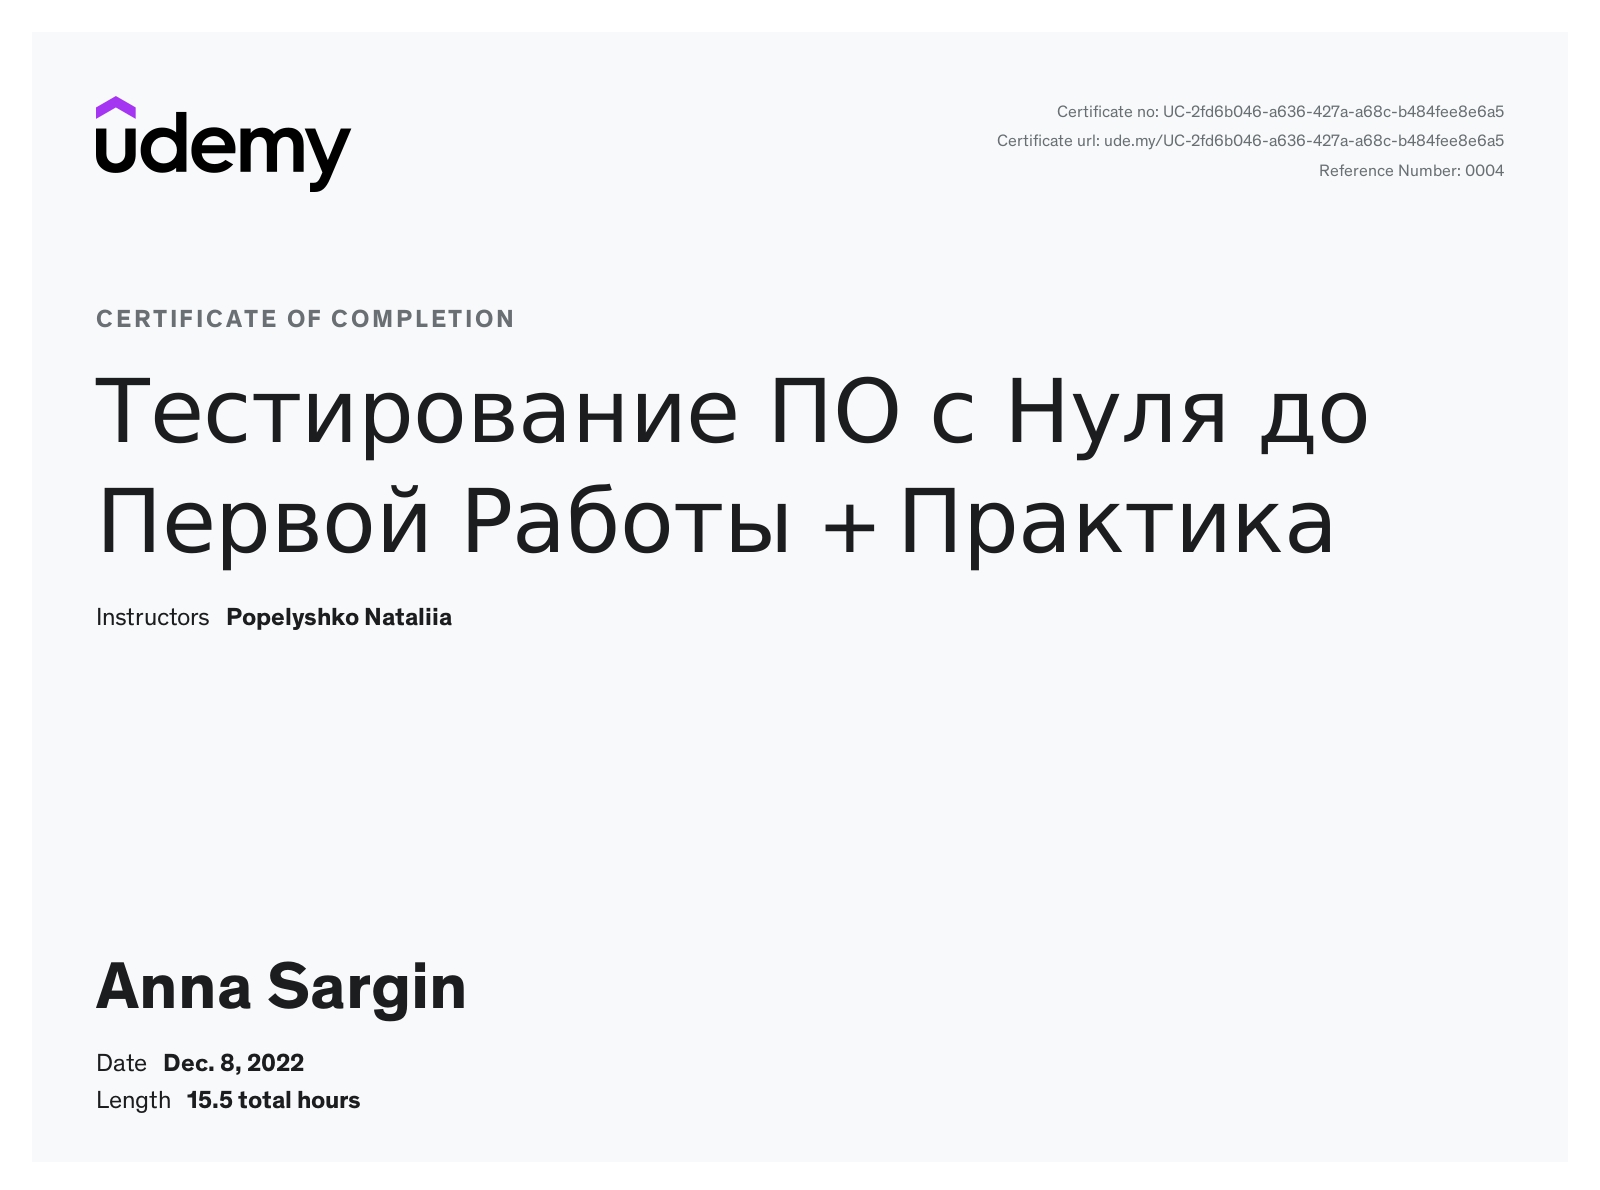 udemy
Certificate no: UC-2fd6b046-a636-427a-a68c-b484fee8e6a5
Certificate url: ude.my/UC-2fd6b046-a636-427a-a68c-b484fee8e6a5
Reference Number: 0004
CERTIFICATE OF COMPLETION
Тестирование ПО с Нуля до
Первой Работы + Практика
Instructors Popelyshko Nataliia
Anna Sargin
Date Dec. 8, 2022
Length 15.5 total hours